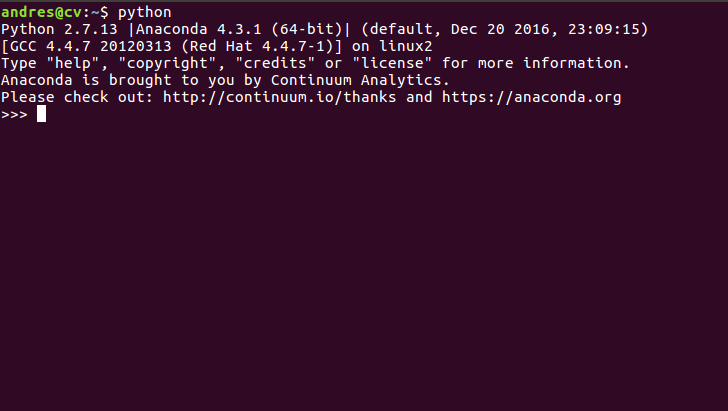 andres@cv:~$ python
Python 2.7.13 |Anaconda 4.3.1 (64-bit)| (default, Dec 20 2016, 23:09:15)
[GCC 4.4.7 20120313 (Red Hat 4.4.7-1)] on linux2
Type "help", "copyright", "credits" or "license" for more information.
Anaconda is brought to you by Continuum Analytics.
Please check out: http://continuum.io/thanks and https://anaconda.org
>>>